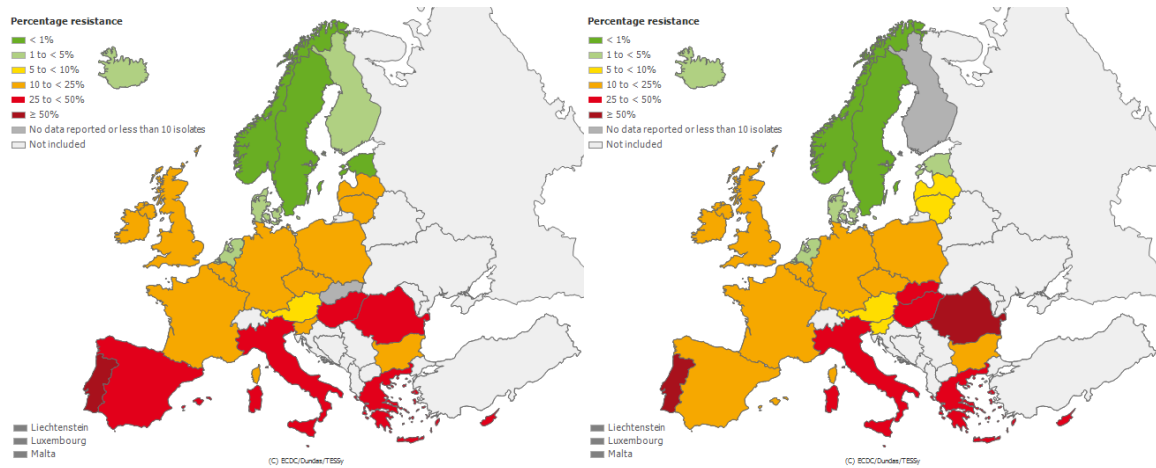 Percentage resistance
< 1%
1 to < 5%
5 to < 10%
10 to < 25%
25 to < 50%
≥ 50%
No data reported or less than 10 isolates
Not included
Liechtenstein
Luxembourg
Malta
(C) ECDC/Dundas/TESSy
Percentage resistance
< 1%
1 to < 5%
5 to < 10%
10 to < 25%
25 to < 50%
≥ 50%
No data reported or less than 10 isolates
Not included
Liechtenstein
Luxembourg
Malta
(C) ECDC/Dundas/TESSy